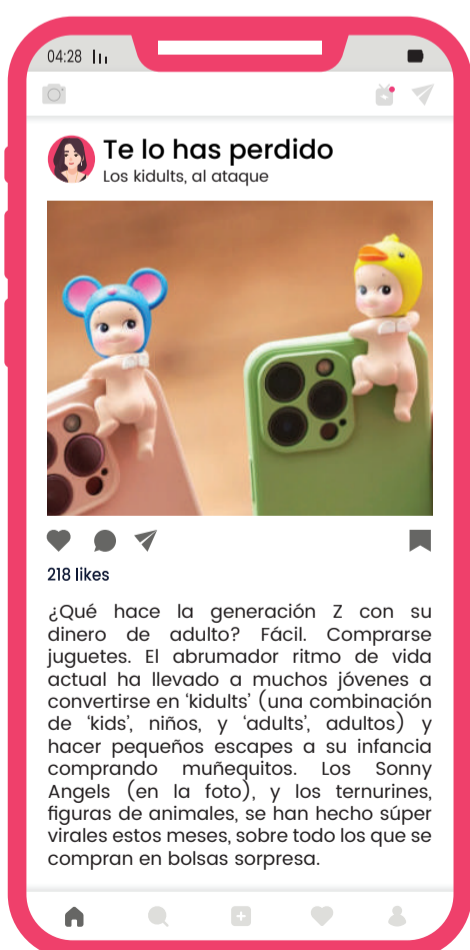 04:28
Te lo has perdido
Los kidults, al ataque
218 likes
¿Qué hace la generación Z con su
dinero de adulto? Fácil. Comprarse
juguetes. El abrumador ritmo de vida
actual ha llevado a muchos jóvenes a
convertirse en ‘kidults’ (una combinación
de ‘kids’, niños, y ‘adults’, adultos) y
hacer pequeños escapes a su infancia
comprando muñequitos. Los Sonny
Angels (en la foto), y los ternurines,
figuras de animales, se han hecho súper
virales estos meses, sobre todo los que se
compran en bolsas sorpresa.